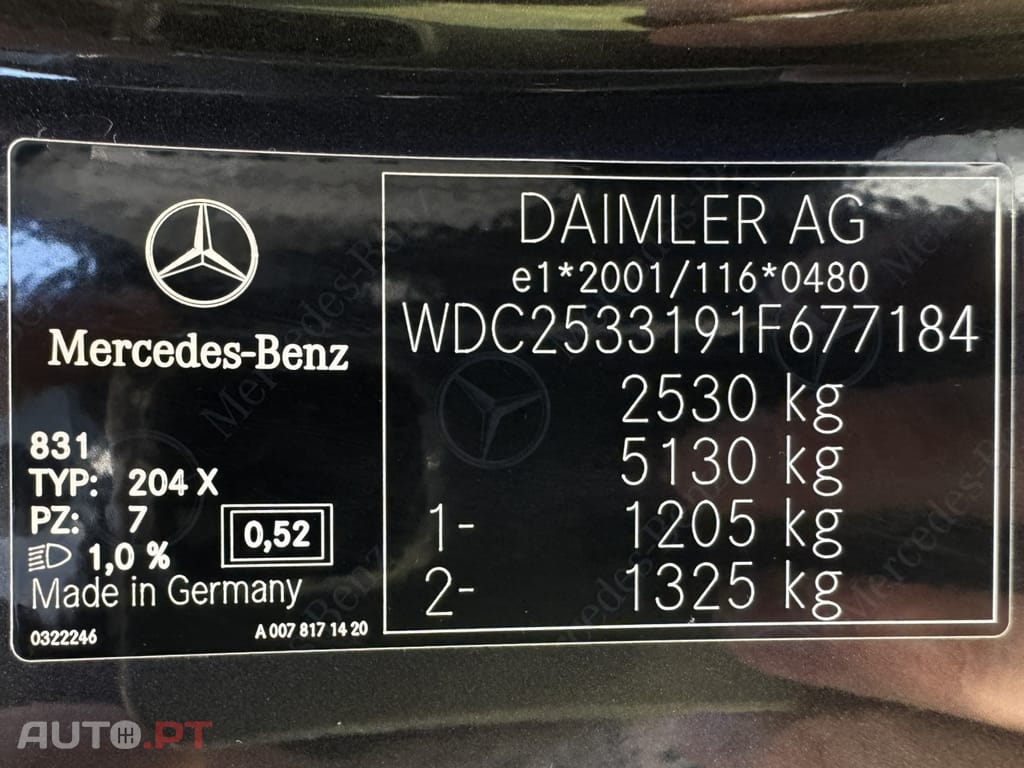 Mercedes-Benz
831
TYP: 204 X
PZ: 7
1,0 %
0,52
Made in Germany
0322246
A 007 817 14 20
DAIMLER AG
e1*2001/116*0480
WDC2533191F677184
2530 kg
5130 kg
1- 1205 kg
2- 1325 kg
AUTO.PT